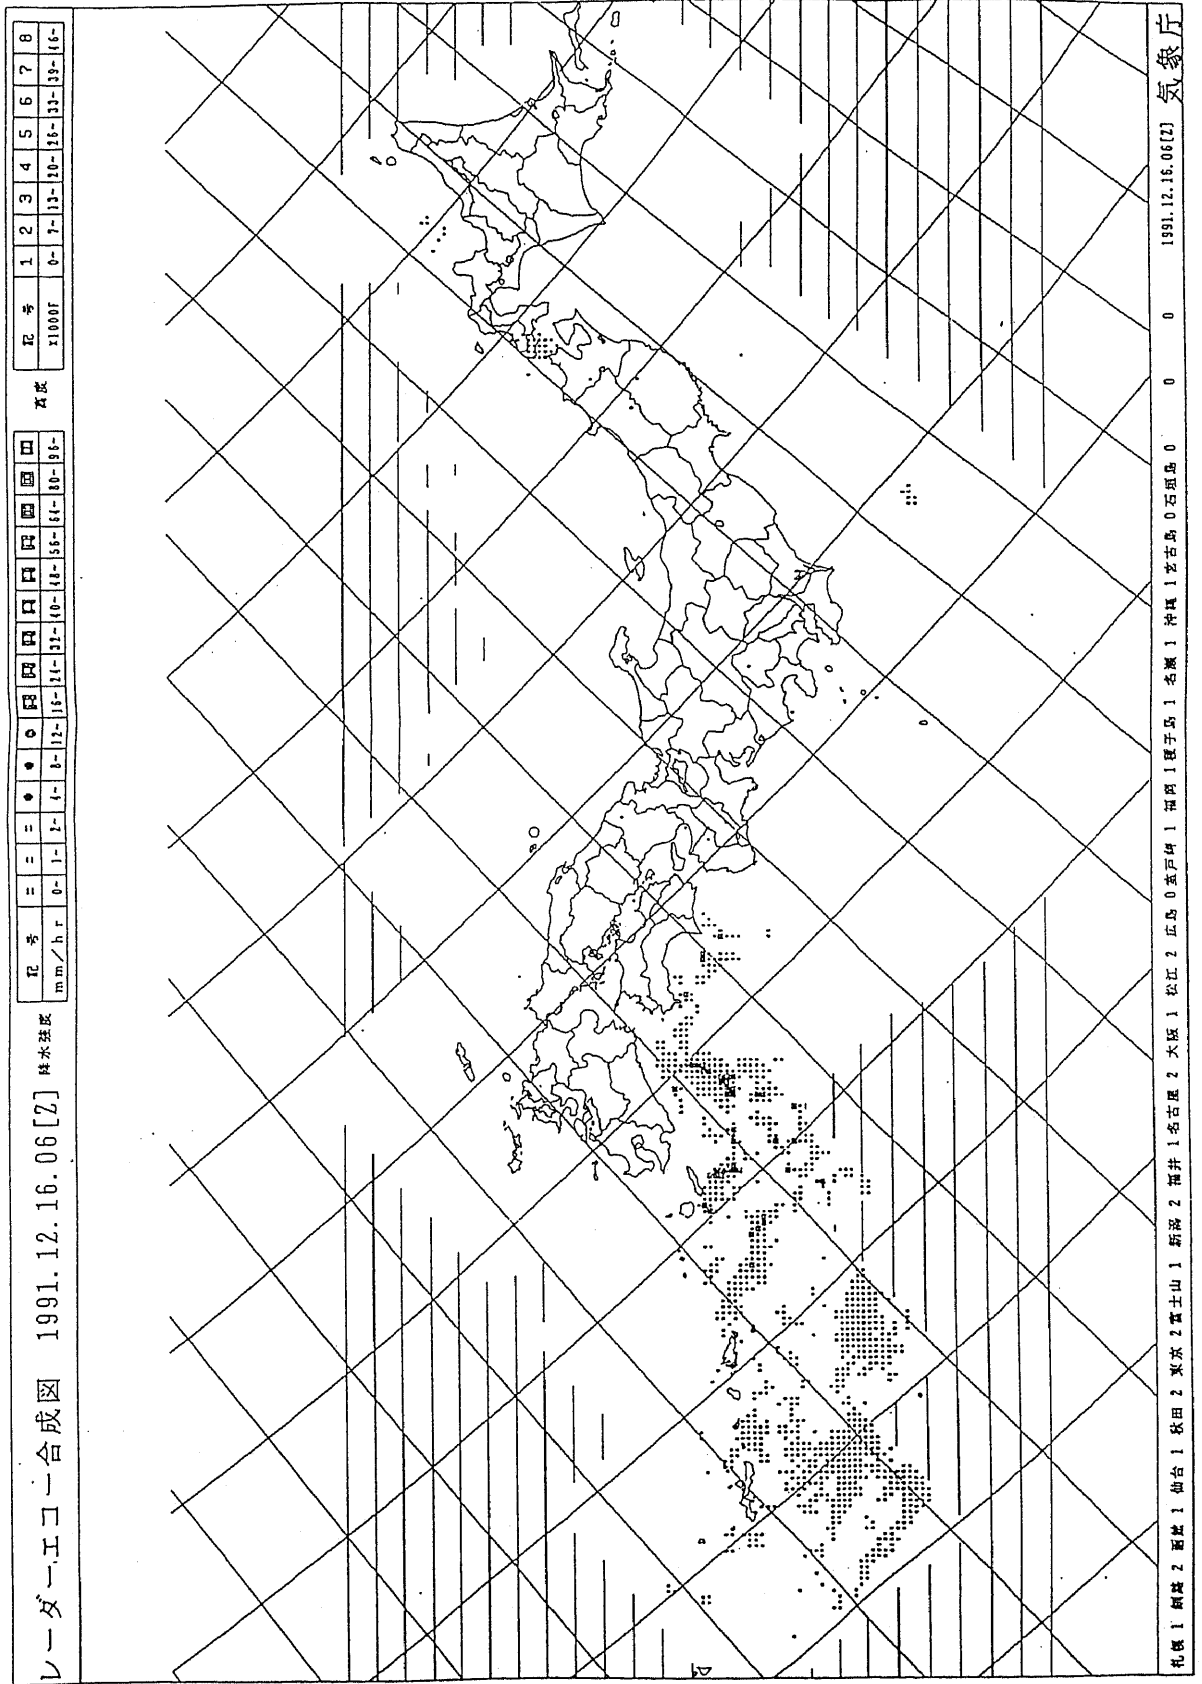 レーダーエコー合成図 1991.12.16.06[Z]
降水強度
記号
mm/hr 0- 1- 2- 4- 8- 12- 16- 24- 32- 40- 48- 56- 64- 80- 96-
高度
記号 1 2 3 4 5 6 7 8
x1000F 0- 7- 13- 20- 26- 33- 39- 46-
札幌 1 釧路 2 函館 1 仙台 1 秋田 2 東京 2 富士山 1 新潟 2 福井 1 名古屋 2 大阪 1 松江 2 広島 0 室戸岬 1 福岡 1 種子島 1 名瀬 1 沖縄 1 宮古島 0 石垣島 0 0 0 1991.12.16.06[Z] 気象庁